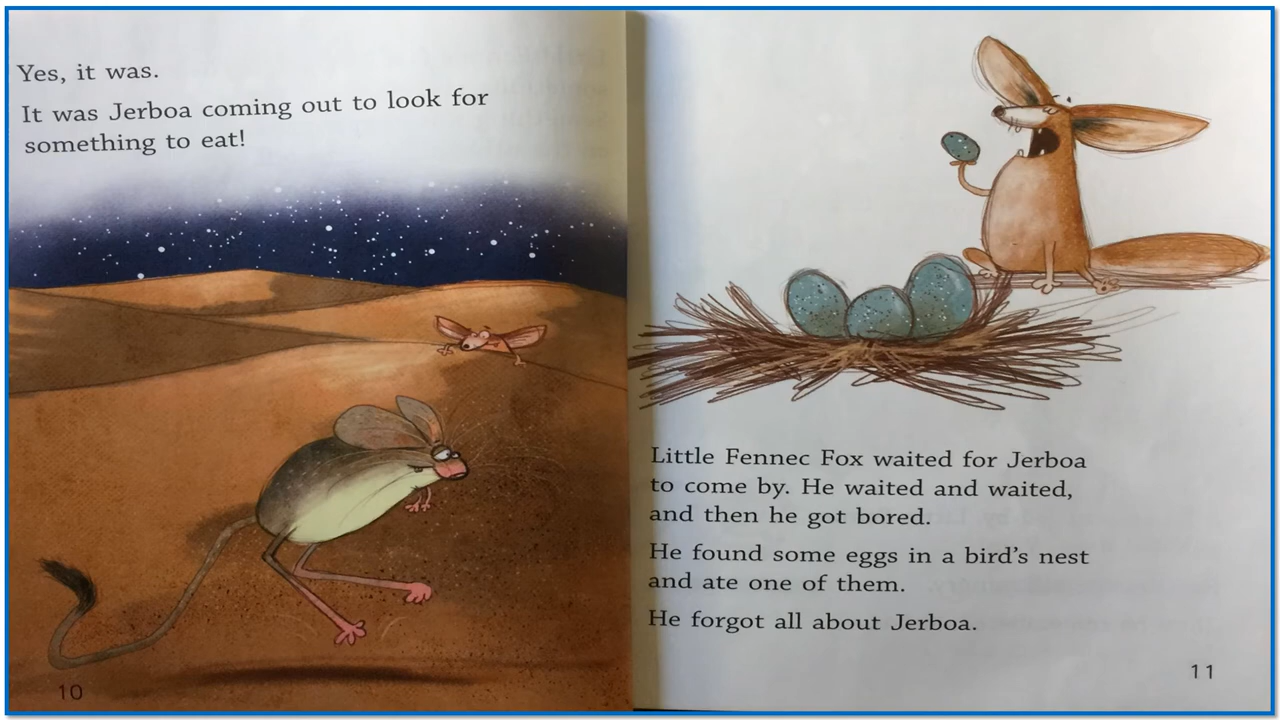 Yes, it was.
It was Jerboa coming out to look for
something to eat!
10
Little Fennec Fox waited for Jerboa
to come by. He waited and waited,
and then he got bored.
He found some eggs in a bird's nest
and ate one of them.
He forgot all about Jerboa.
11